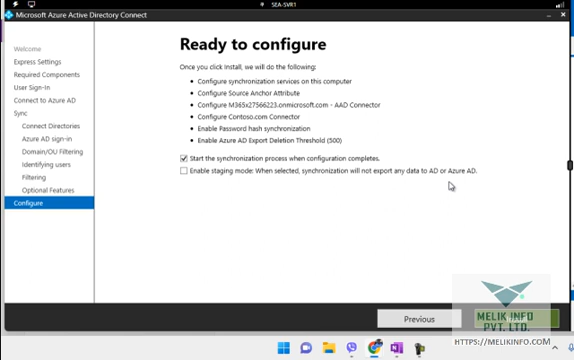 SEA-SVR1
Microsoft Azure Active Directory Connect
Welcome
Express Settings
Required Components
User Sign-In
Connect to Azure AD
Sync
Connect Directories
Azure AD sign-in
Domain/OU Filtering
Identifying users
Filtering
Optional Features
Configure
Ready to configure
Once you click Install, we will do the following:
• Configure synchronization services on this computer
• Configure Source Anchor Attribute
• Configure M365x27566223.onmicrosoft.com - AAD Connector
• Configure Contoso.com Connector
• Enable Password hash synchronization
• Enable Azure AD Export Deletion Threshold (500)
Start the synchronization process when configuration completes.
Enable staging mode: When selected, synchronization will not export any data to AD or Azure AD.
Previous
MELIK INFO
PVT. LTD.
HTTPS://MELIKINFO.COM